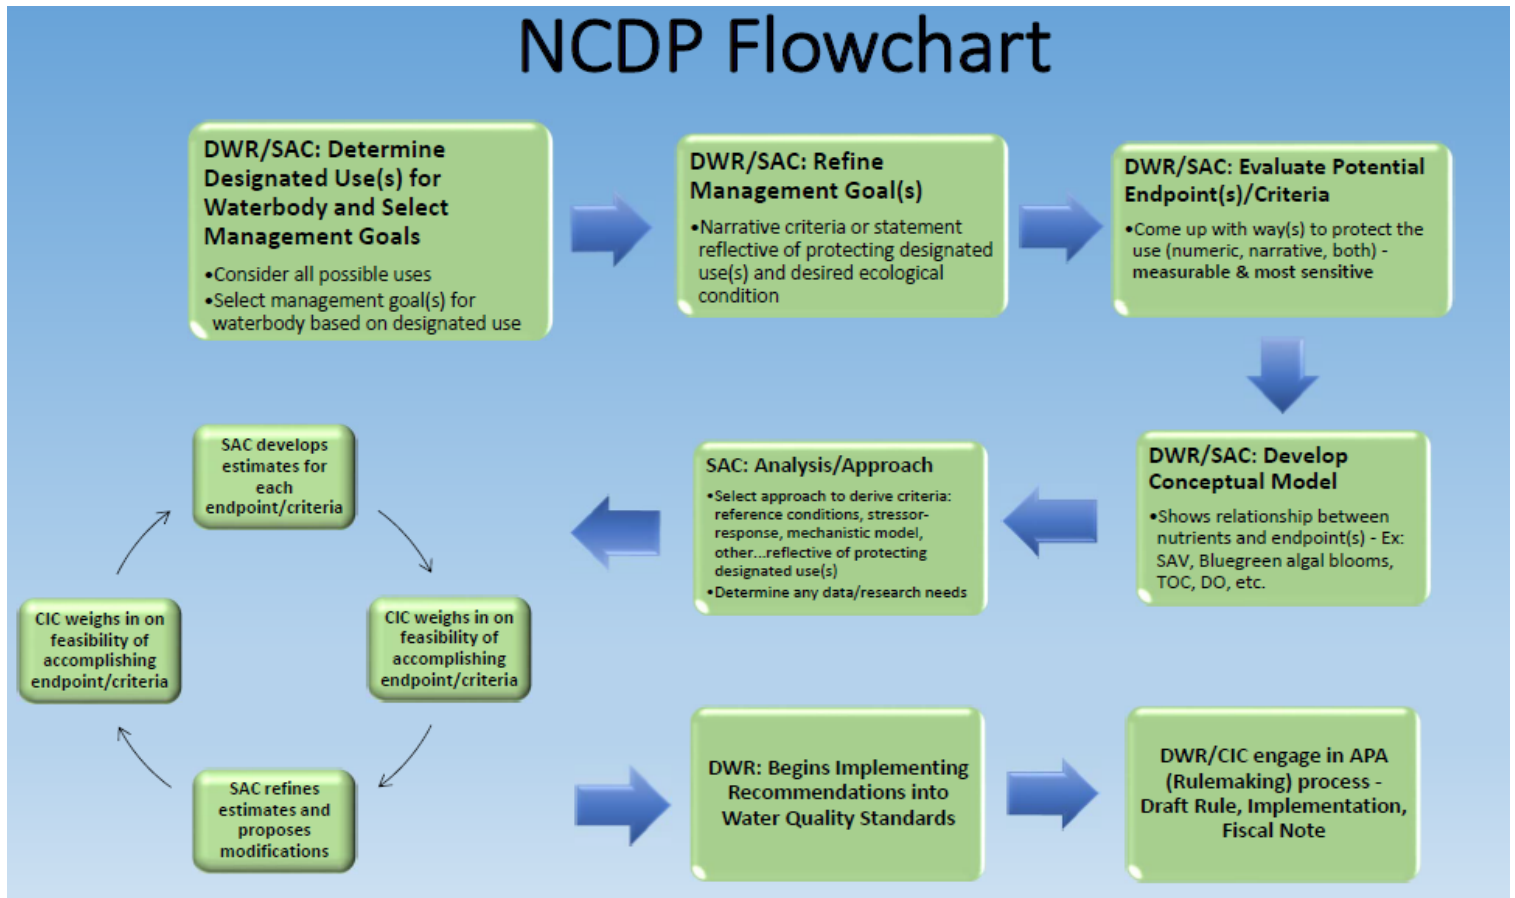 NCDP Flowchart
DWR/SAC: Determine
Designated Use(s) for
Waterbody and Select
Management Goals
•Consider all possible uses
•Select management goal(s) for
waterbody based on designated use
DWR/SAC: Refine
Management Goal(s)
•Narrative criteria or statement
reflective of protecting designated
use(s) and desired ecological
condition
DWR/SAC: Evaluate Potential
Endpoint(s)/Criteria
•Come up with way(s) to protect the
use (numeric, narrative, both) -
measurable & most sensitive
DWR/SAC: Develop
Conceptual Model
•Shows relationship between
nutrients and endpoint(s) - Ex:
SAV, Bluegreen algal blooms,
TOC, DO, etc.
SAC: Analysis/Approach
•Select approach to derive criteria:
reference conditions, stressor-
response, mechanistic model,
other...reflective of protecting
designated use(s)
•Determine any data/research needs
SAC develops
estimates for
each
endpoint/criteria
CIC weighs in on
feasibility of
accomplishing
endpoint/criteria
SAC refines
estimates and
proposes
modifications
CIC weighs in on
feasibility of
accomplishing
endpoint/criteria
DWR: Begins Implementing
Recommendations into
Water Quality Standards
DWR/CIC engage in APA
(Rulemaking) process -
Draft Rule, Implementation,
Fiscal Note